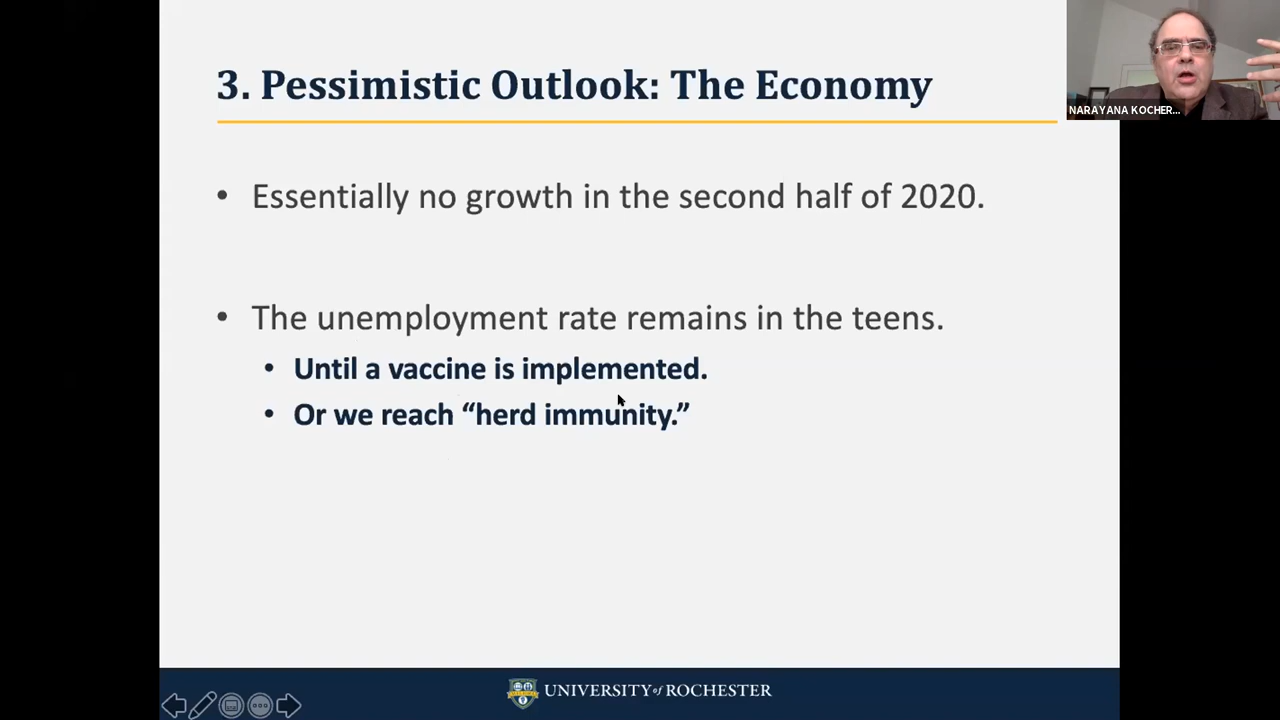 3. Pessimistic Outlook: The Economy
NARAYANA KOCHER...
• Essentially no growth in the second half of 2020.
• The unemployment rate remains in the teens.
• Until a vaccine is implemented.
• Or we reach “herd immunity.”
UNIVERSITY of ROCHESTER